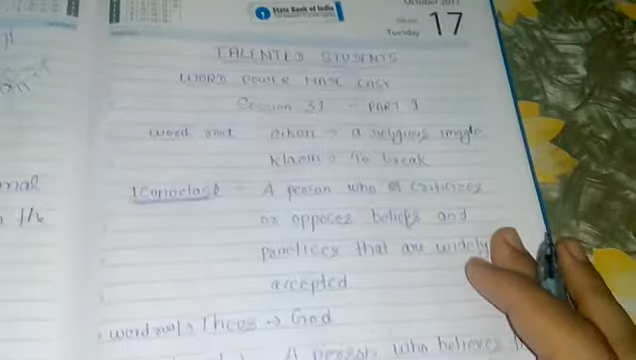 State Bank of India
October 2017
17
Tuesday
TALENTED STUDENTS
WORD POWER MADE EASY
Session 31 - PART 1
word root eikon → a religious image
klaein → to break
Iconoclast - A person who criticizes
or opposes beliefs and
practices that are widely
accepted
word root Theos → God
A person who believes